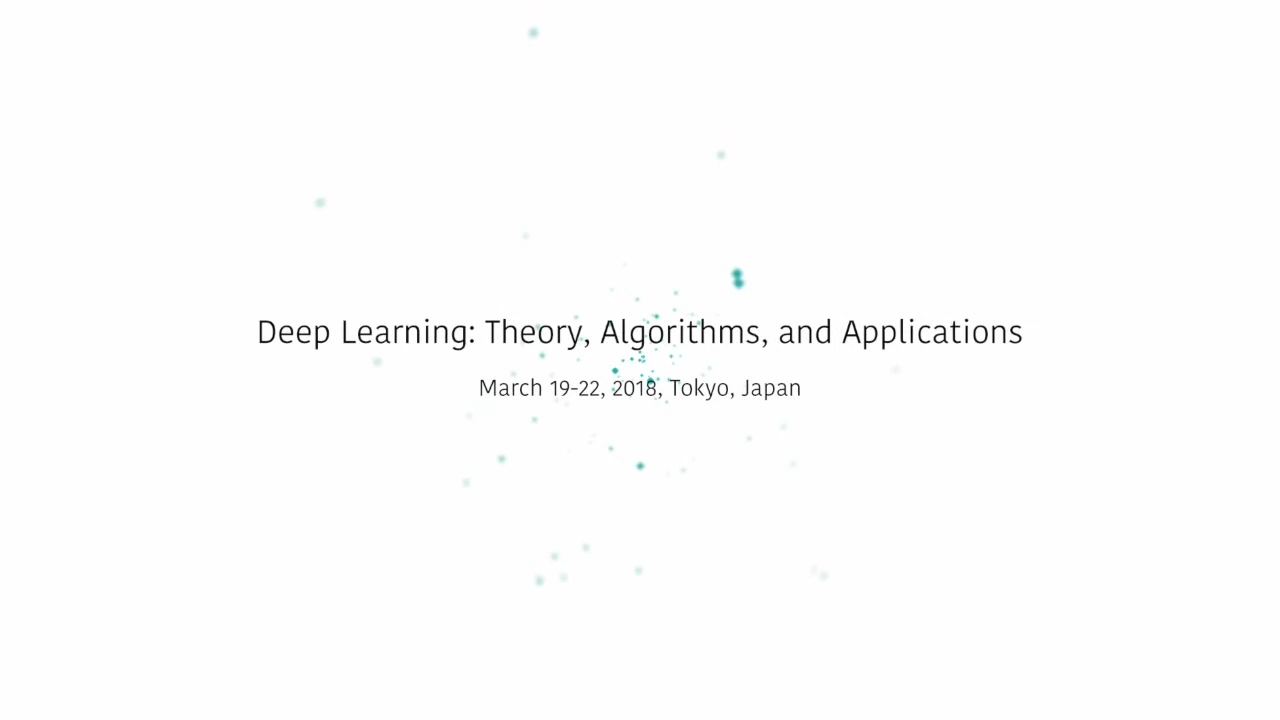 Deep Learning: Theory, Algorithms, and Applications
March 19-22, 2018, Tokyo, Japan